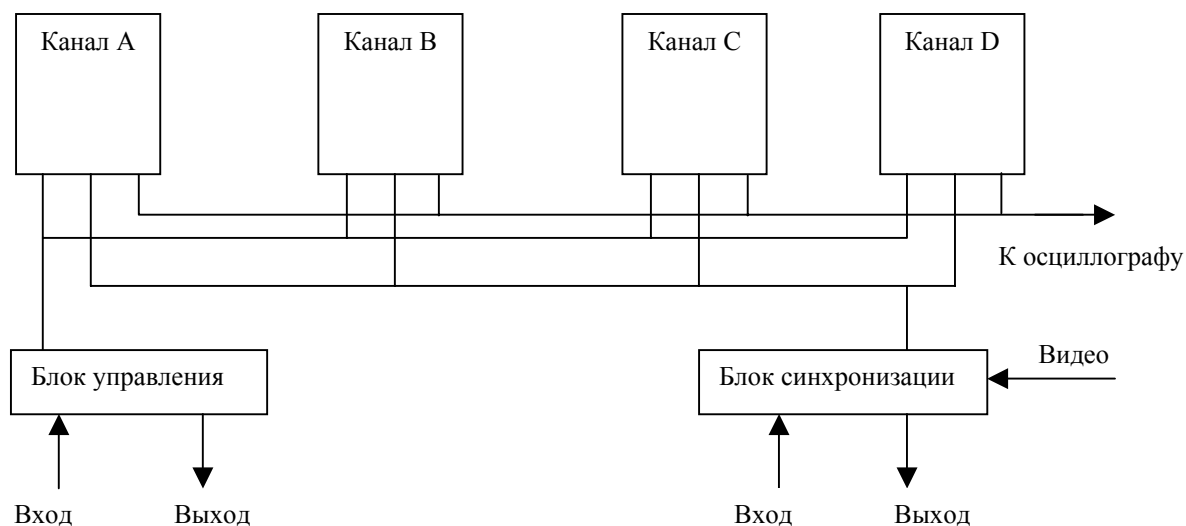 Канал A
Канал B
Канал C
Канал D
К осциллографу
Блок управления
Блок синхронизации
Видео
Вход
Выход
Вход
Выход